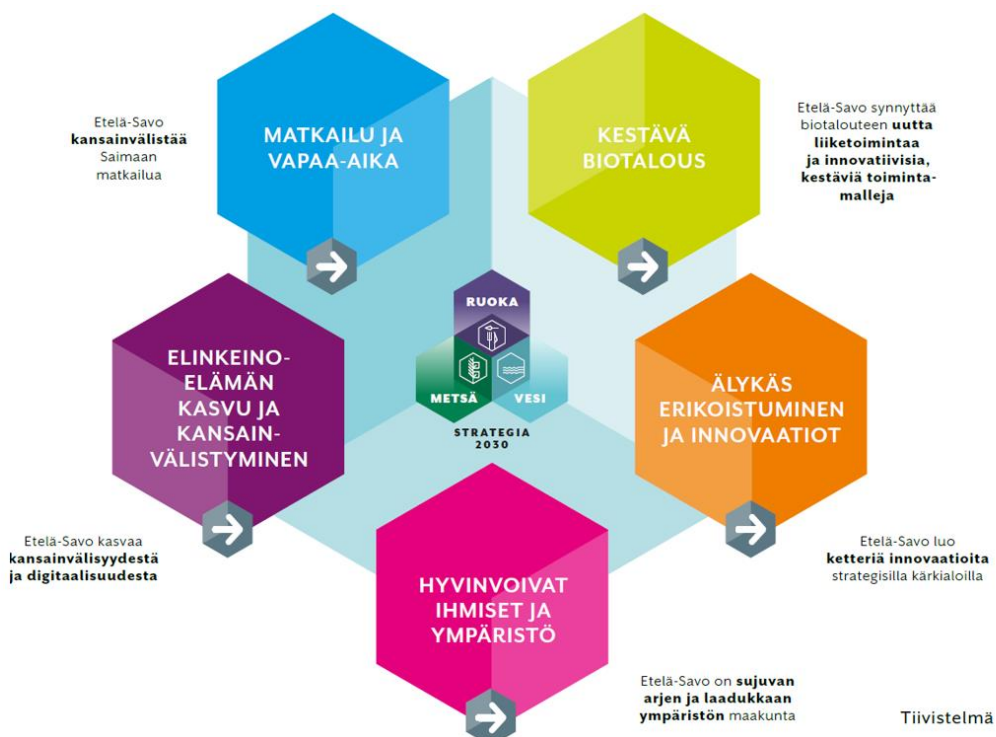 MATKAILU JA
VAPAA-AIKA
Etelä-Savo
kansainvälistää
Saimaan
matkailua
KESTÄVÄ
BIOTALOUS
Etelä-Savo synnyttää
biotalouteen uutta
liiketoimintaa
ja innovatiivisia,
kestäviä toiminta-
malleja
RUOKA
METSÄ
VESI
STRATEGIA
2030
ELINKEINO-
ELÄMÄN
KASVU JA
KANSAIN-
VÄLISTYMINEN
Etelä-Savo kasvaa
kansainvälisyydestä
ja digitaalisuudesta
ÄLYKÄS
ERIKOISTUMINEN
JA INNOVAATIOT
Etelä-Savo luo
ketteriä innovaatioita
strategisilla kärkialoilla
HYVINVOIVAT
IHMISET JA
YMPÄRISTÖ
Etelä-Savo on sujuvan
arjen ja laadukkaan
ympäristön maakunta
Tiivistelmä